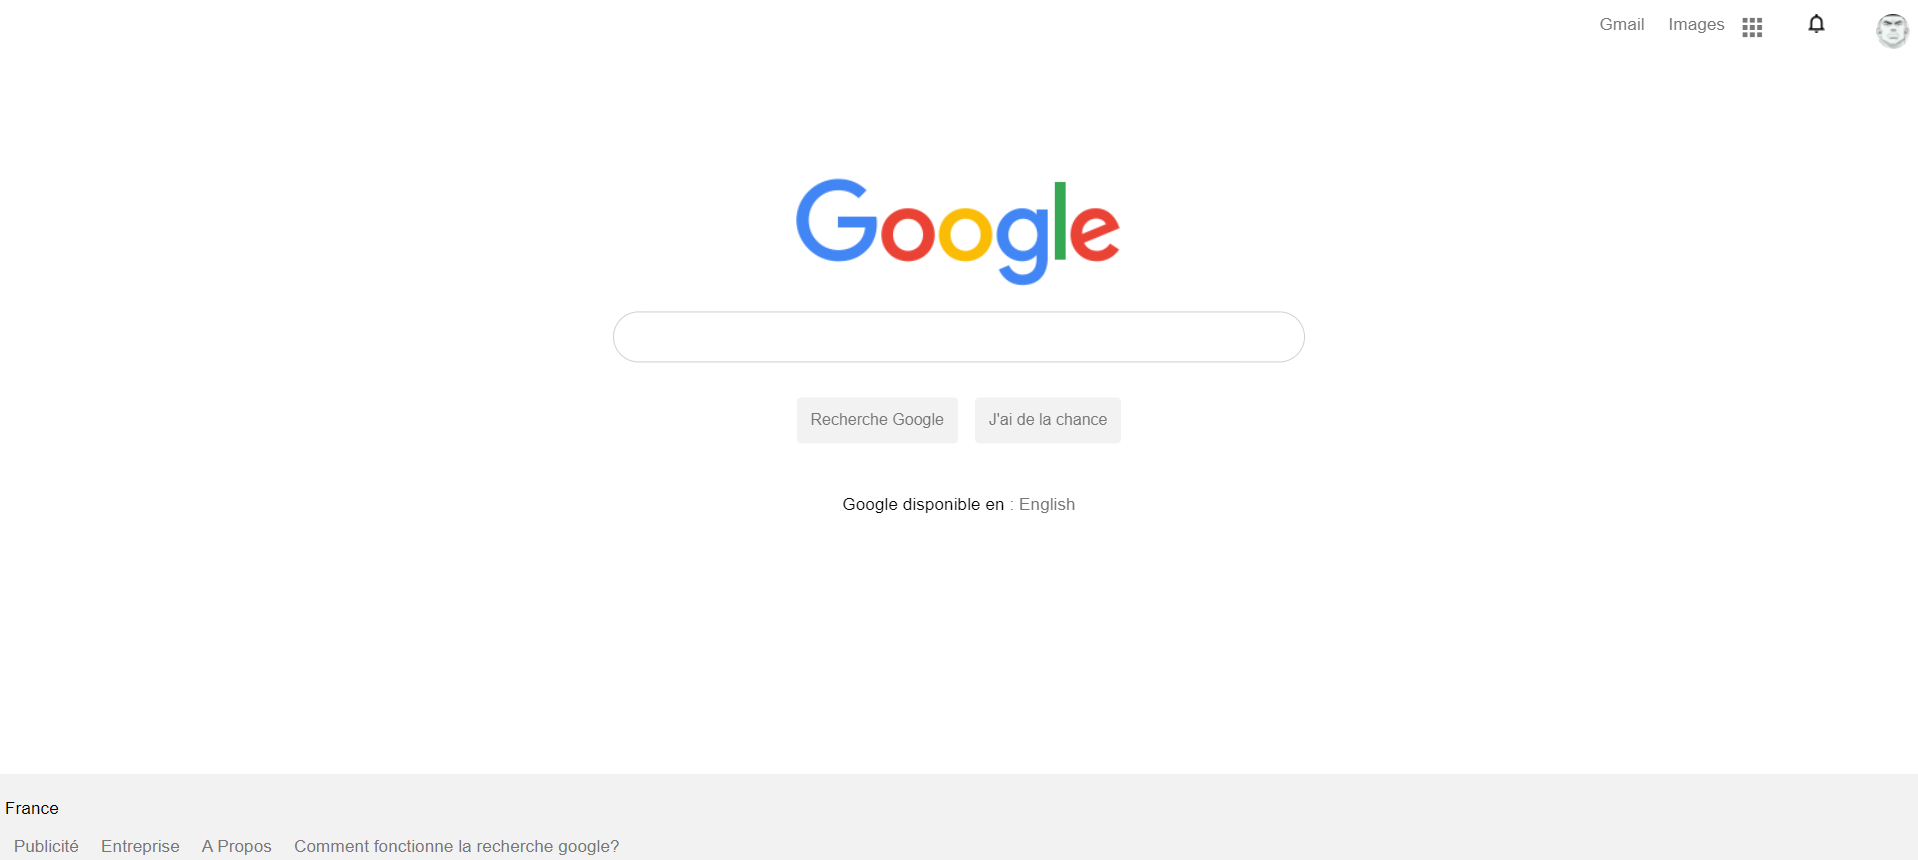 Gmail Images
Google
Recherche Google J'ai de la chance
Google disponible en : English
France
Publicité Entreprise A Propos Comment fonctionne la recherche google?